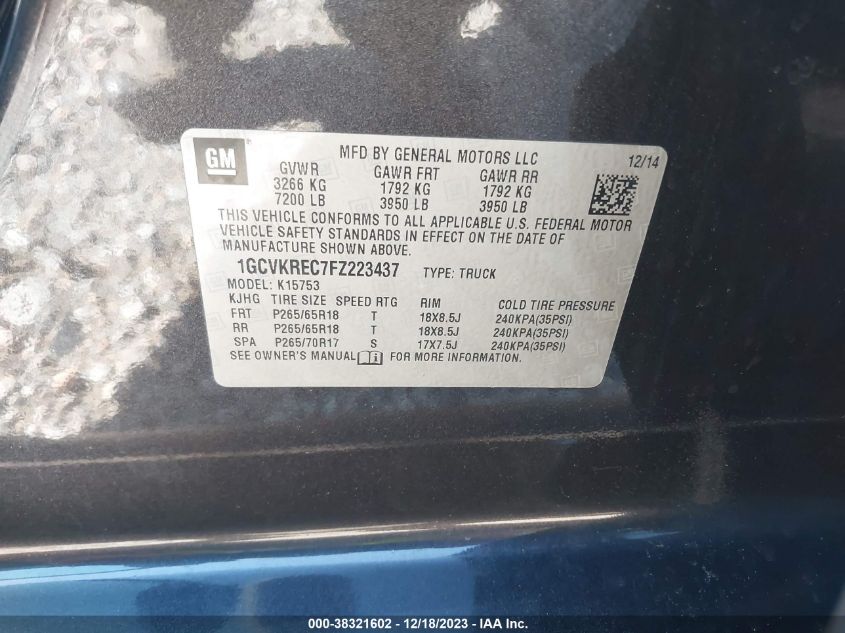 GM
MFD BY GENERAL MOTORS LLC 12/14
GVWR GAWR FRT GAWR RR
3266 KG 1792 KG 1792 KG
7200 LB 3950 LB 3950 LB
THIS VEHICLE CONFORMS TO ALL APPLICABLE U.S. FEDERAL MOTOR
VEHICLE SAFETY STANDARDS IN EFFECT ON THE DATE OF
MANUFACTURE SHOWN ABOVE.
1GCVKREC7FZ223437 TYPE: TRUCK
MODEL: K15753
KJHG TIRE SIZE SPEED RTG RIM COLD TIRE PRESSURE
FRT P265/65R18 T 18X8.5J 240KPA(35PSI)
RR P265/65R18 T 18X8.5J 240KPA(35PSI)
SPA P265/70R17 S 17X7.5J 240KPA(35PSI)
SEE OWNER'S MANUAL FOR MORE INFORMATION.
000-38321602 - 12/18/2023 - IAA Inc.